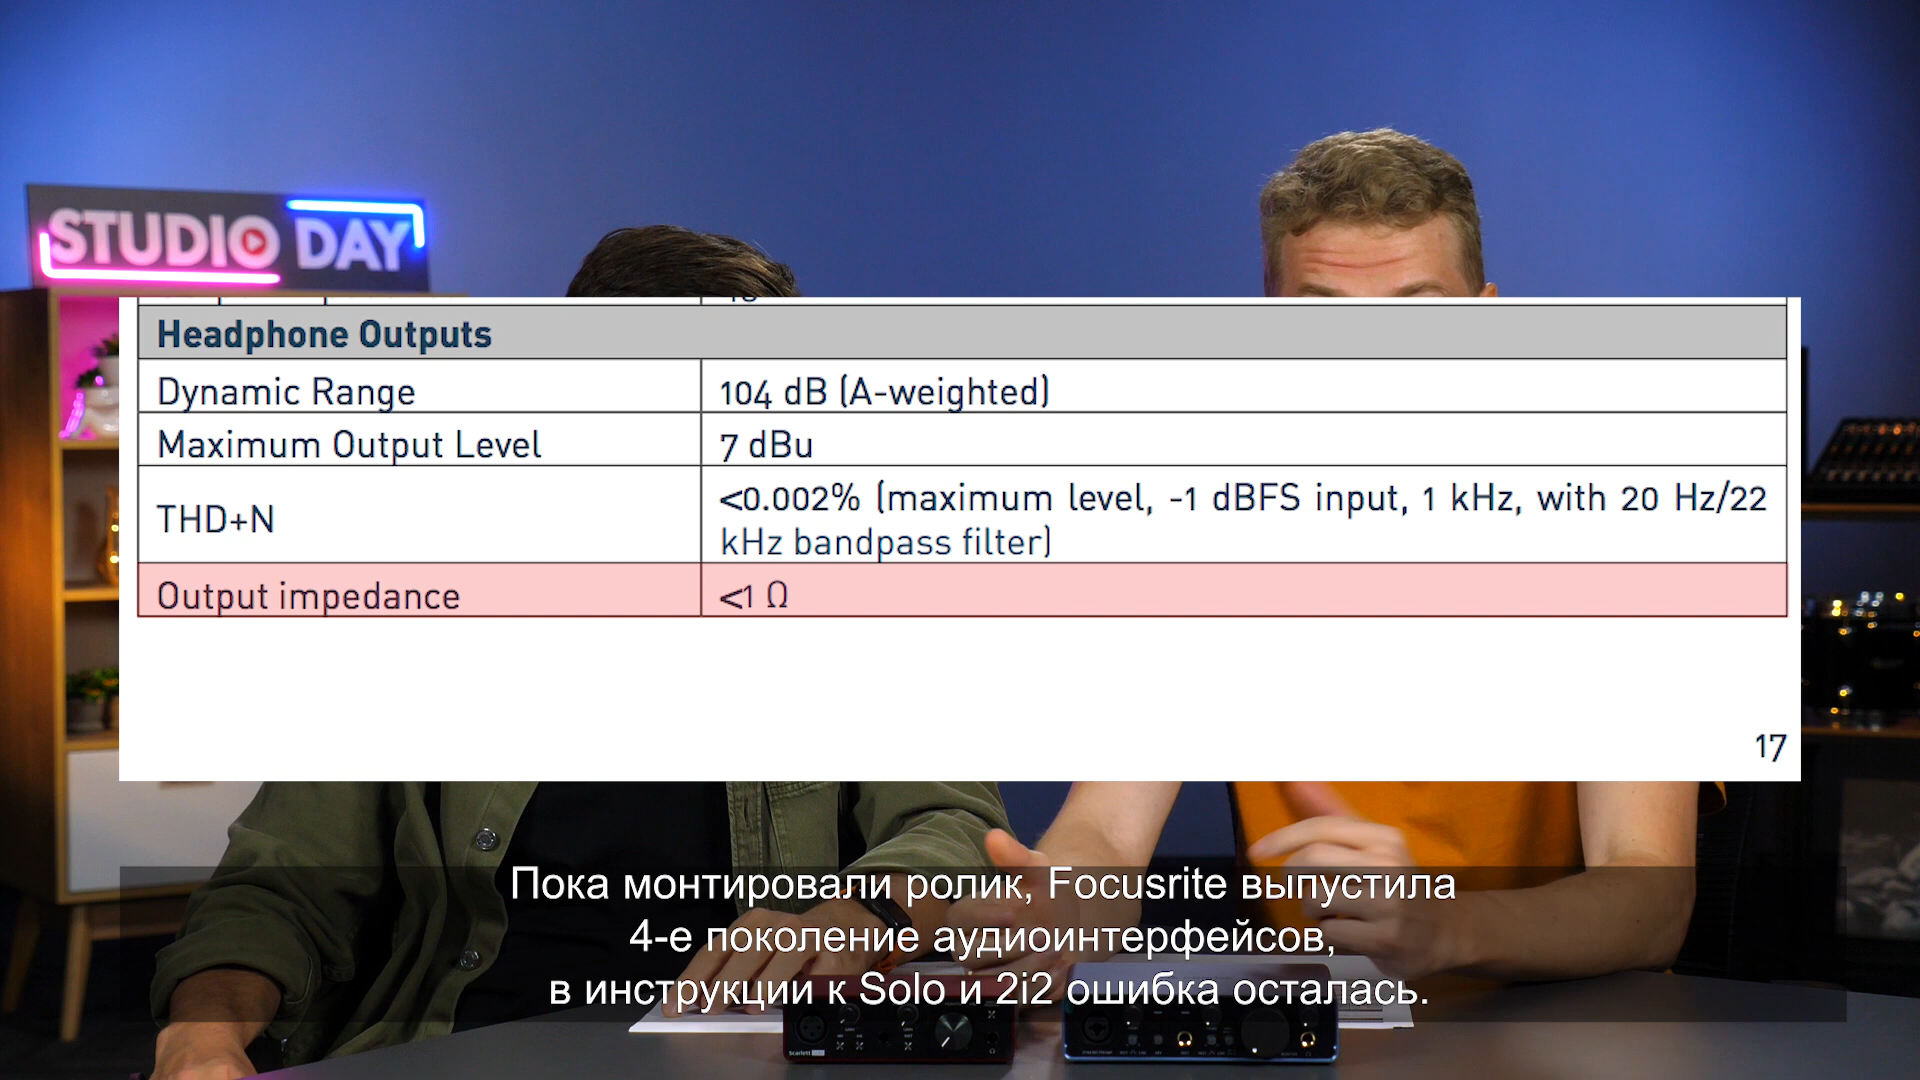 STUDIO DAY
Headphone Outputs
Dynamic Range 104 dB (A-weighted)
Maximum Output Level 7 dBu
THD+N <0.002% (maximum level, -1 dBFS input, 1 kHz, with 20 Hz/22
kHz bandpass filter)
Output impedance <1 Ω
17
Пока монтировали ролик, Focusrite выпустила
4-е поколение аудиоинтерфейсов,
в инструкции к Solo и 2i2 ошибка осталась.
Scarlett